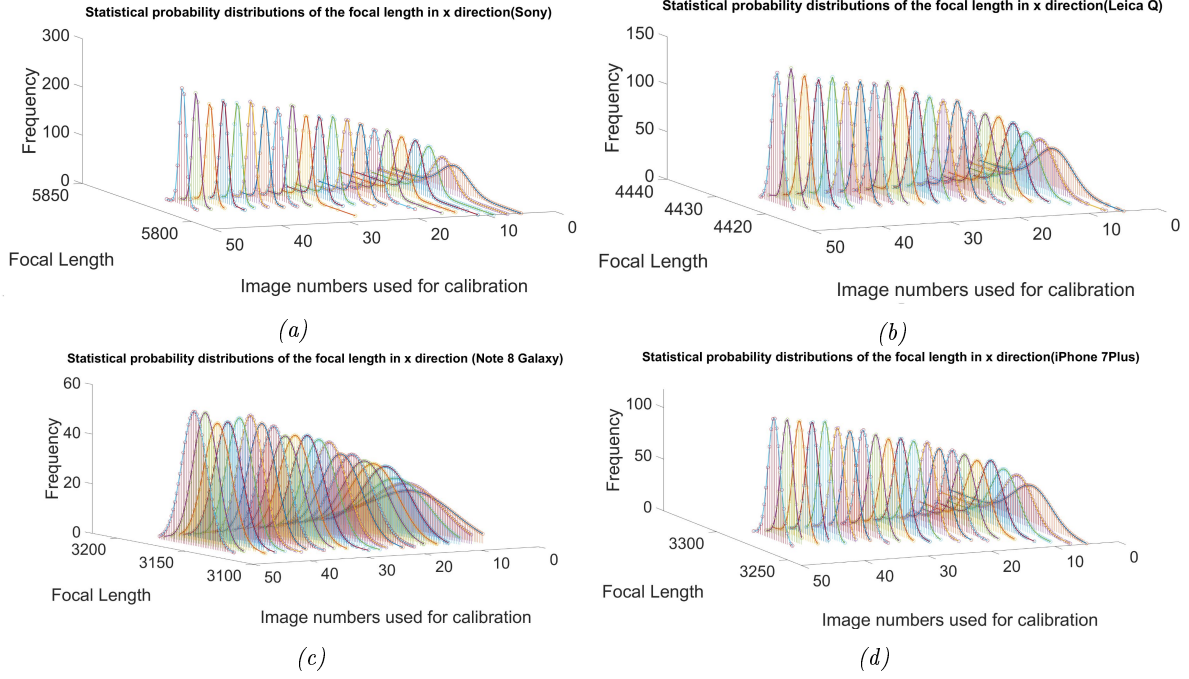 Statistical probability distributions of the focal length in x direction(Sony)
300
200
100
0
Frequency
5850
5800
Focal Length
50
40
30
20
10
0
Image numbers used for calibration
(a)
Statistical probability distributions of the focal length in x direction(Leica Q)
150
100
50
0
Frequency
4440
4430
4420
Focal Length
50
40
30
20
10
0
Image numbers used for calibration
(b)
Statistical probability distributions of the focal length in x direction (Note 8 Galaxy)
60
40
20
0
Frequency
3200
3150
3100
Focal Length
50
40
30
20
10
0
Image numbers used for calibration
(c)
Statistical probability distributions of the focal length in x direction(iPhone 7Plus)
100
50
0
Frequency
3300
3250
Focal Length
50
40
30
20
10
0
Image numbers used for calibration
(d)